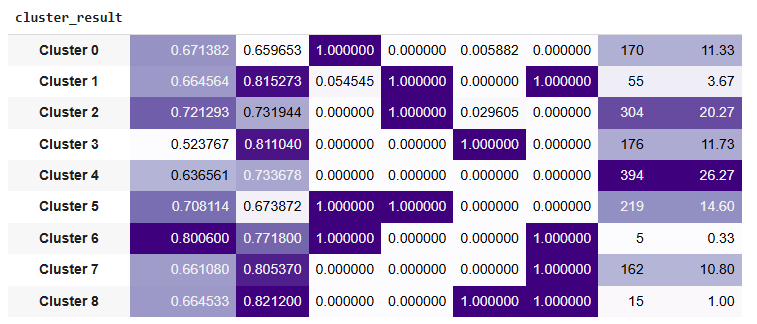 cluster_result
Cluster 0 0.671382 0.659653 1.000000 0.000000 0.005882 0.000000 170 11.33
Cluster 1 0.664564 0.815273 0.054545 1.000000 0.000000 1.000000 55 3.67
Cluster 2 0.721293 0.731944 0.000000 1.000000 0.029605 0.000000 304 20.27
Cluster 3 0.523767 0.811040 0.000000 0.000000 1.000000 0.000000 176 11.73
Cluster 4 0.636561 0.733678 0.000000 0.000000 0.000000 0.000000 394 26.27
Cluster 5 0.708114 0.673872 1.000000 1.000000 0.000000 0.000000 219 14.60
Cluster 6 0.800600 0.771800 1.000000 0.000000 0.000000 1.000000 5 0.33
Cluster 7 0.661080 0.805370 0.000000 0.000000 0.000000 1.000000 162 10.80
Cluster 8 0.664533 0.821200 0.000000 0.000000 1.000000 1.000000 15 1.00